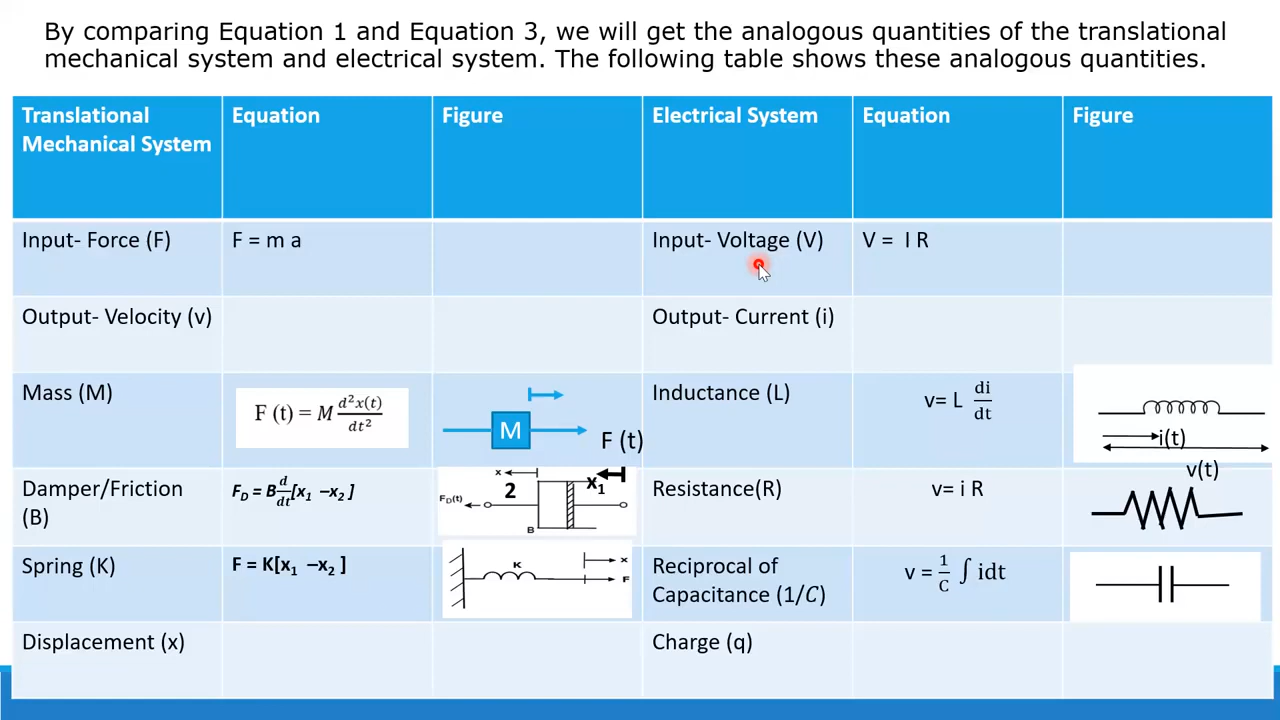 By comparing Equation 1 and Equation 3, we will get the analogous quantities of the translational
mechanical system and electrical system. The following table shows these analogous quantities.
Translational
Mechanical System
Equation
Figure
Electrical System
Equation
Figure
Input- Force (F)
F = m a
Input- Voltage (V)
V = I R
Output- Velocity (v)
Output- Current (i)
Mass (M)
F (t) = M d²x(t)/dt²
M
F (t)
Inductance (L)
v= L di/dt
i(t)
v(t)
Damper/Friction
(B)
F_D = B d/dt [x₁ –x₂ ]
x
2
x₁
F_D(t)
B
Resistance(R)
v= i R
Spring (K)
F = K[x₁ –x₂ ]
K
x
F
Reciprocal of
Capacitance (1/C)
v = 1/C ∫ idt
Displacement (x)
Charge (q)